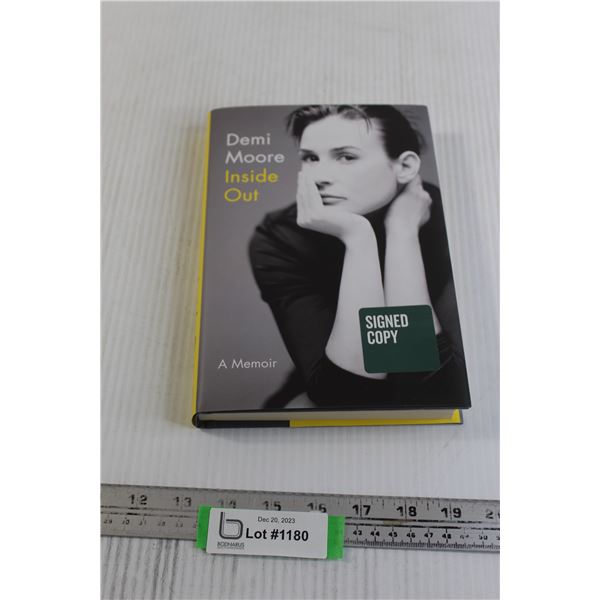 Demi
Moore
Inside
Out
SIGNED
COPY
A Memoir
12 13 14 15 16 17 18 19
Dec 20, 2023
Lot #1180
BODNARUS